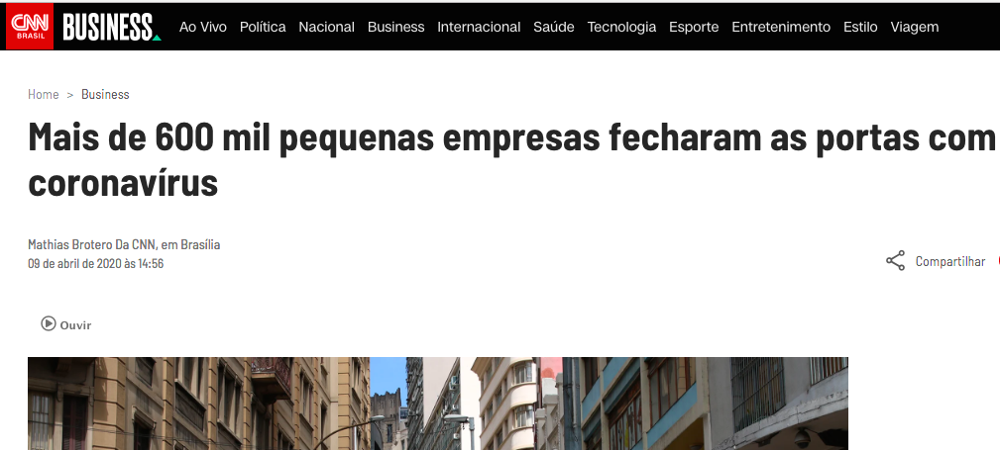 CNN BRASIL BUSINESS Ao Vivo Política Nacional Business Internacional Saúde Tecnologia Esporte Entretenimento Estilo Viagem
Home > Business
Mais de 600 mil pequenas empresas fecharam as portas com
coronavírus
Mathias Brotero Da CNN, em Brasília
09 de abril de 2020 às 14:56
Compartilhar
Ouvir